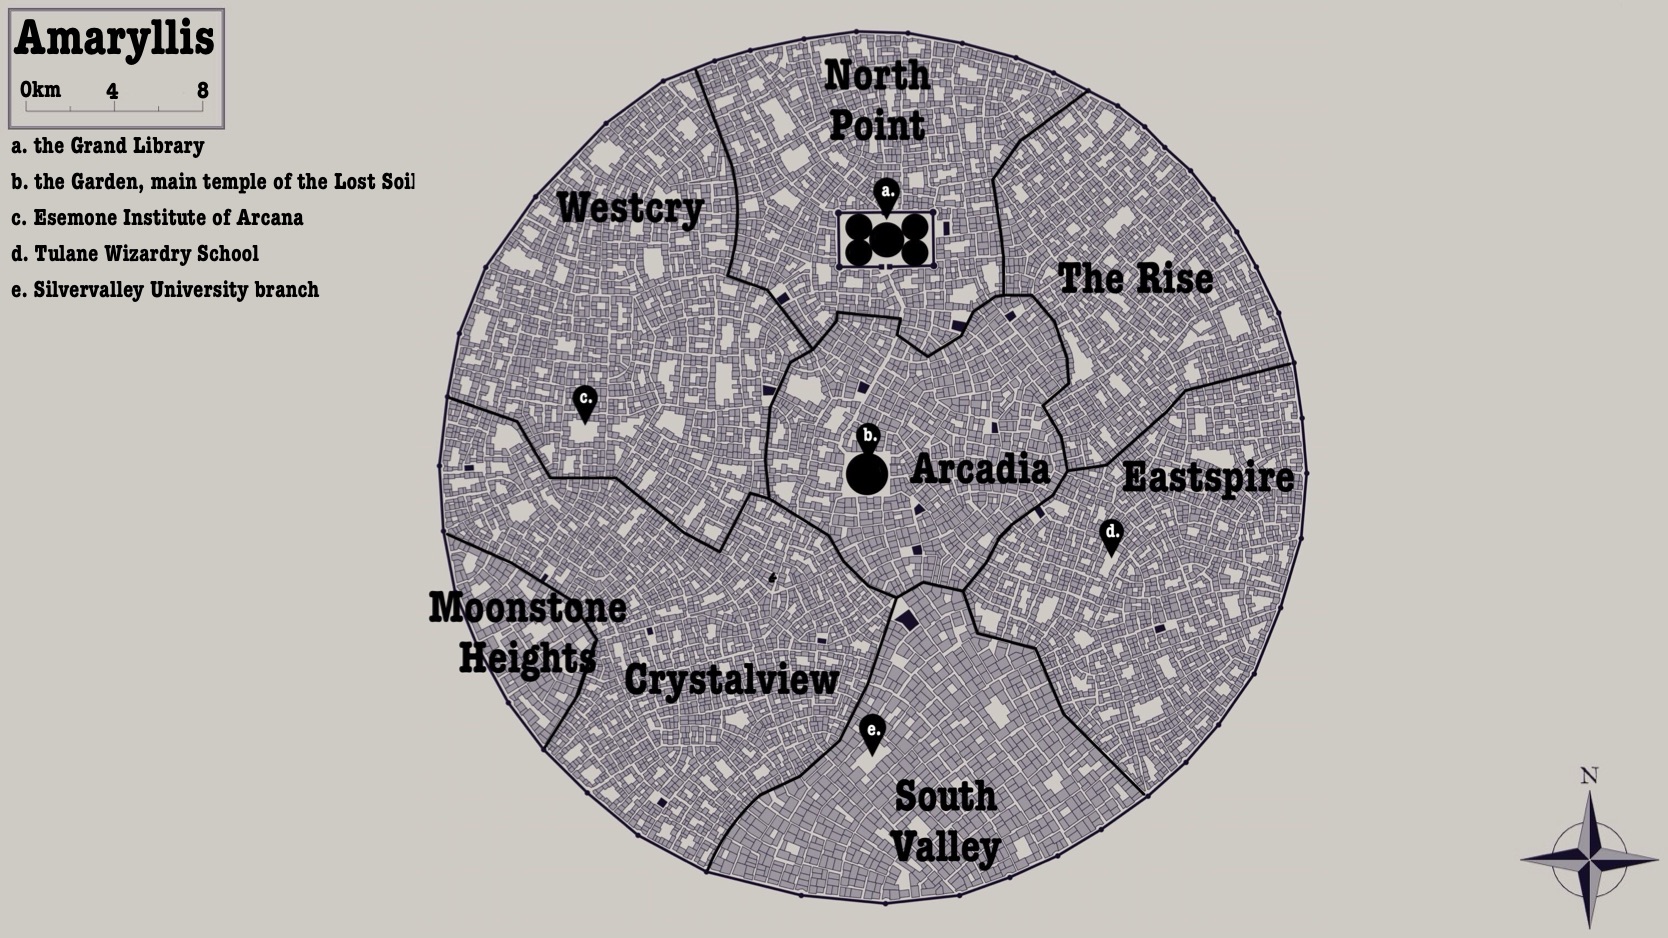 Amaryllis
0km 4 8
a. the Grand Library
b. the Garden, main temple of the Lost Soil
c. Esemone Institute of Arcana
d. Tulane Wizardry School
e. Silvervalley University branch
North
Point
a.
Westcry
The Rise
c.
b.
Arcadia
Eastspire
d.
Moonstone
Heights
Crystalview
e.
South
Valley
N